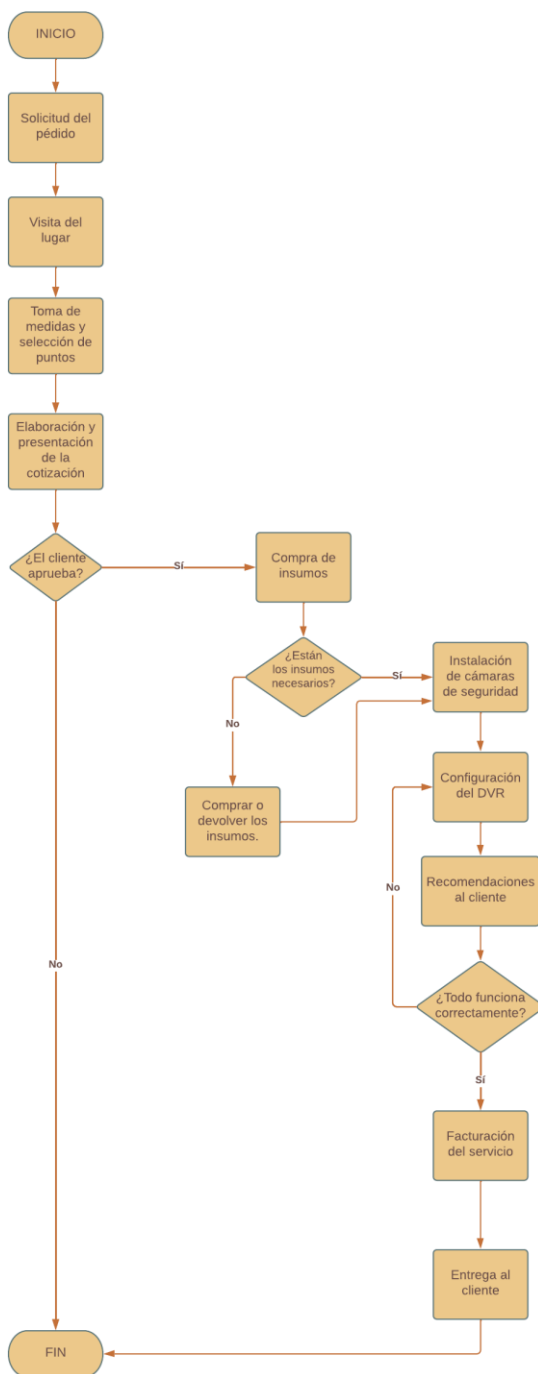 INICIO
Solicitud del
pédido
Visita del
lugar
Toma de
medidas y
selección de
puntos
Elaboración y
presentación
de la
cotización
¿El cliente
aprueba?
Sí
Compra de
insumos
¿Están
los insumos
necesarios?
Sí
Instalación
de cámaras
de seguridad
No
Comprar o
devolver los
insumos.
Configuración
del DVR
Recomendaciones
al cliente
No
¿Todo funciona
correctamente?
Sí
Facturación
del servicio
Entrega al
cliente
No
FIN